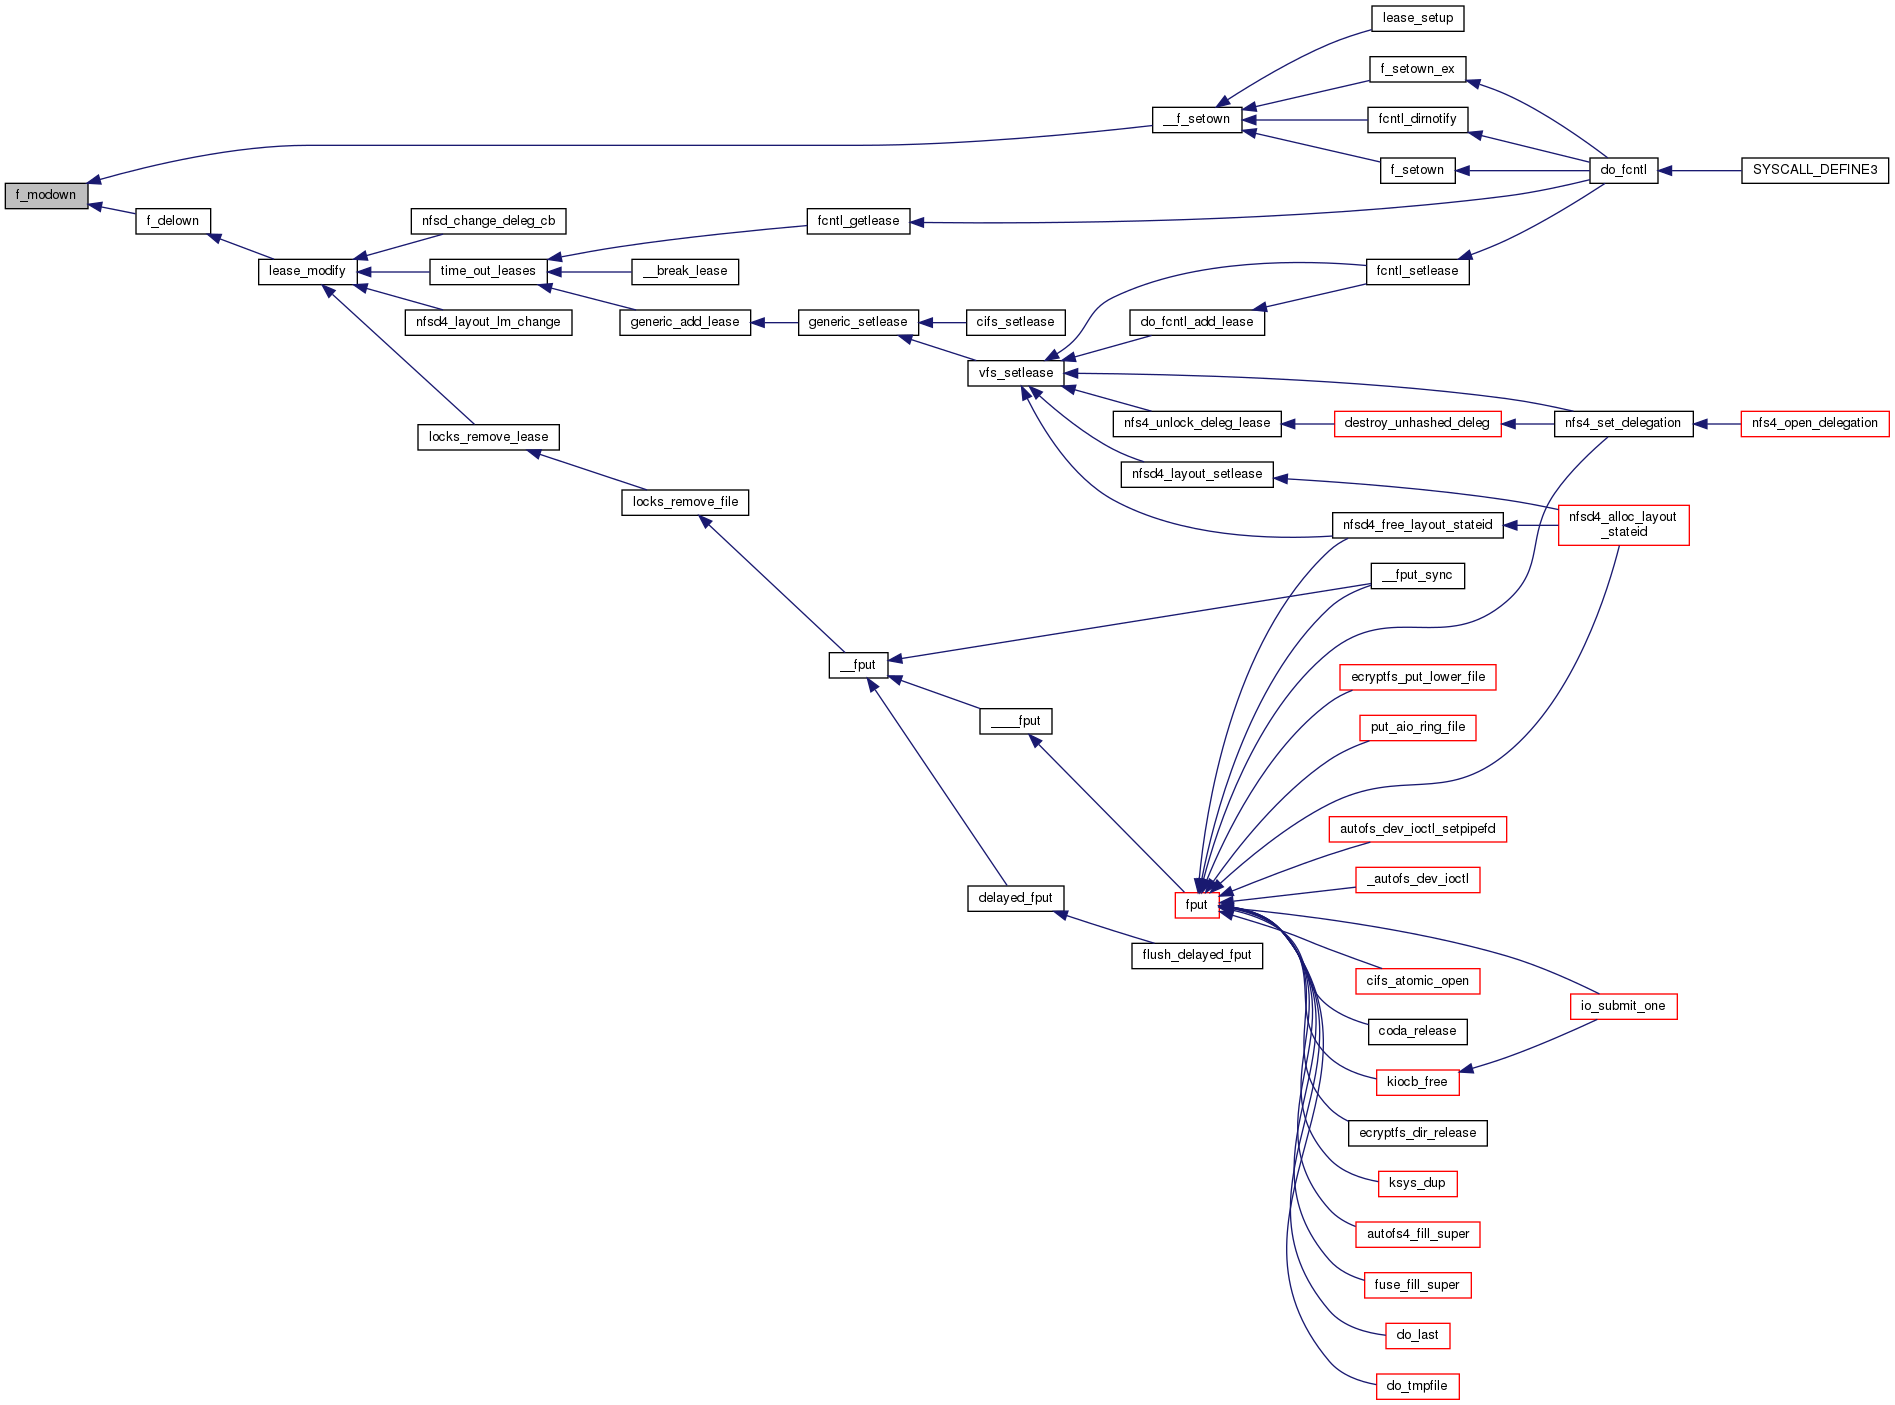 lease_setup
f_setown_ex
__f_setown
fcntl_dirnotify
f_setown
do_fcntl
SYSCALL_DEFINE3
f_modown
f_delown
nfsd_change_deleg_cb
fcntl_getlease
lease_modify
time_out_leases
__break_lease
fcntl_setlease
nfsd4_layout_lm_change
generic_add_lease
generic_setlease
cifs_setlease
do_fcntl_add_lease
vfs_setlease
nfs4_unlock_deleg_lease
destroy_unhashed_deleg
nfs4_set_delegation
nfs4_open_delegation
locks_remove_lease
nfsd4_layout_setlease
locks_remove_file
nfsd4_free_layout_stateid
nfsd4_alloc_layout
_stateid
__fput_sync
__fput
ecryptfs_put_lower_file
____fput
put_aio_ring_file
autofs_dev_ioctl_setpipefd
_autofs_dev_ioctl
delayed_fput
fput
flush_delayed_fput
cifs_atomic_open
io_submit_one
coda_release
kiocb_free
ecryptfs_dir_release
ksys_dup
autofs4_fill_super
fuse_fill_super
do_last
do_tmpfile